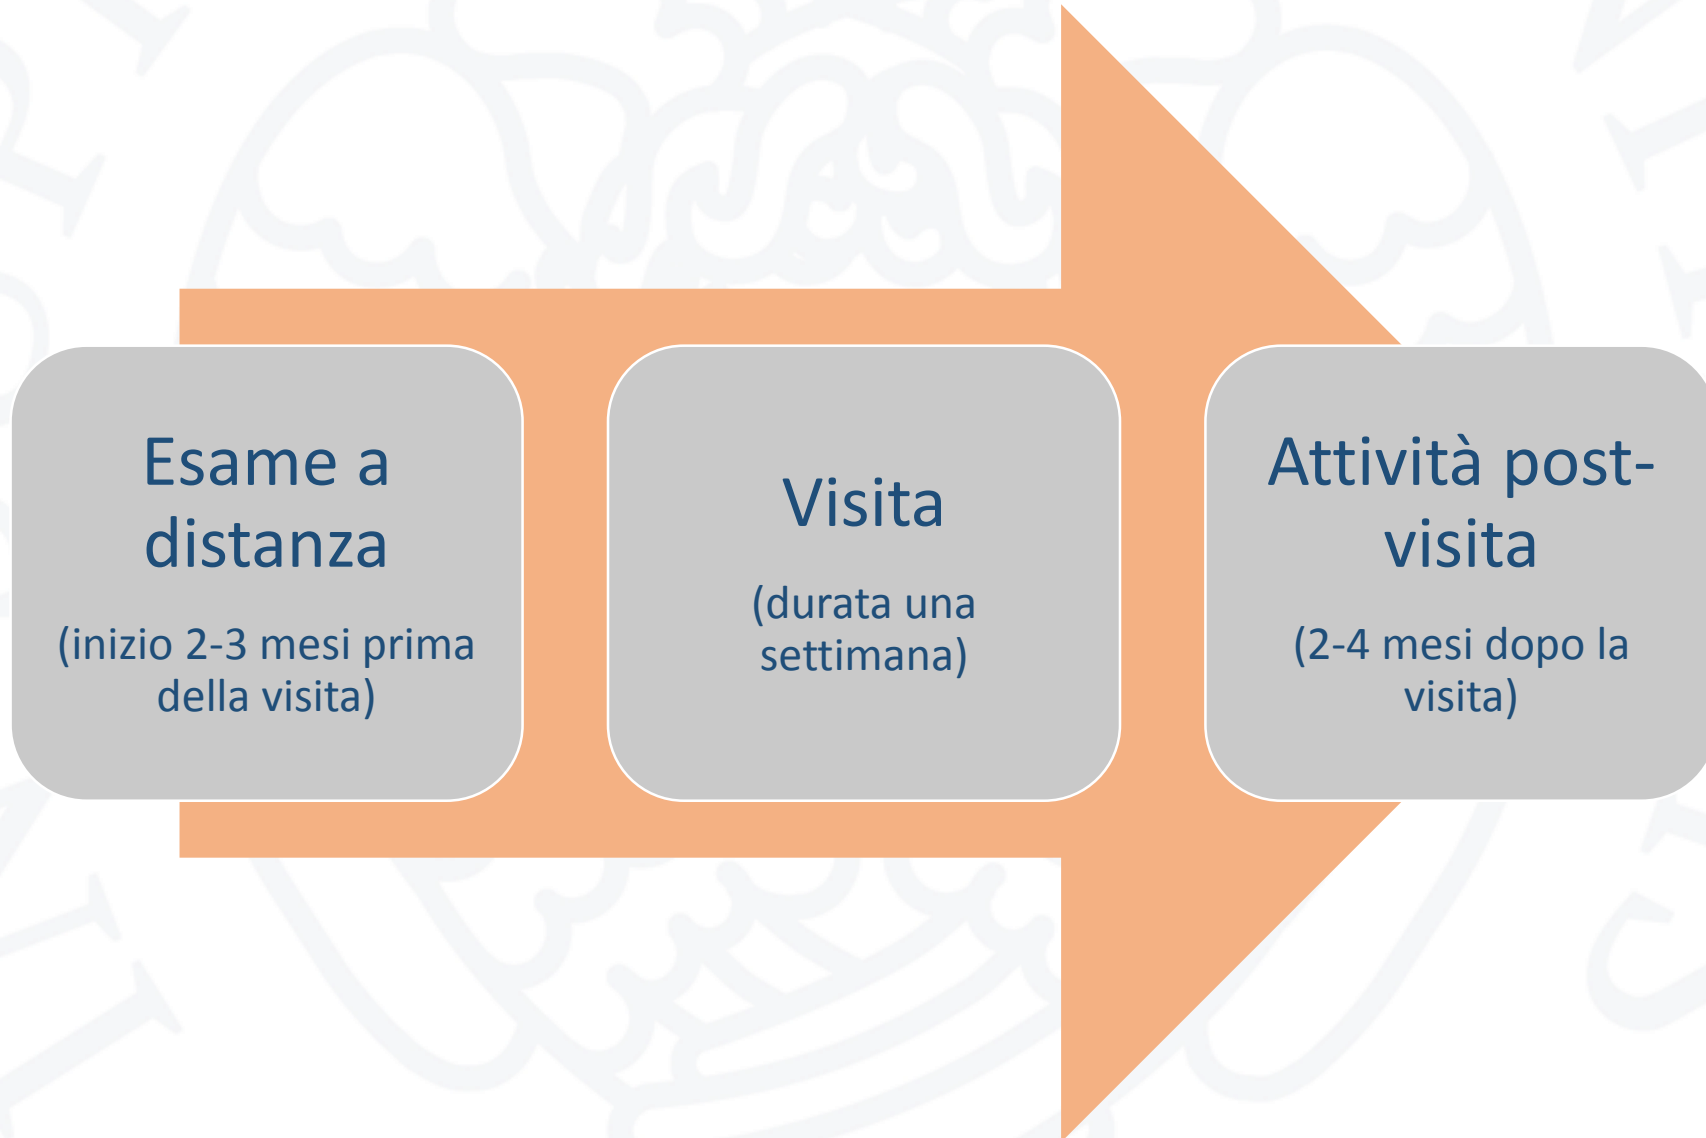 Esame a
distanza
(inizio 2-3 mesi prima
della visita)
Visita
(durata una
settimana)
Attività post-
visita
(2-4 mesi dopo la
visita)